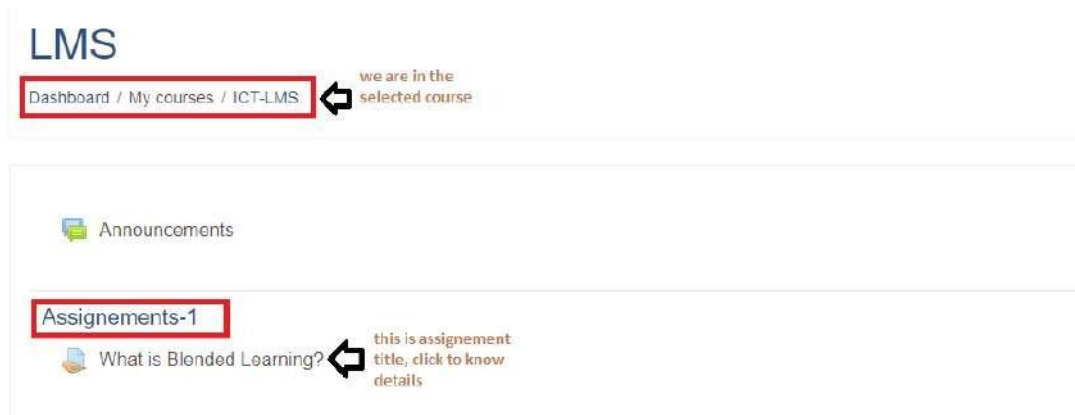 LMS
Dashboard / My courses / ICT-LMS
we are in the
selected course
Announcements
Assignements-1
What is Blended Learning?
this is assignement
title, click to know
details